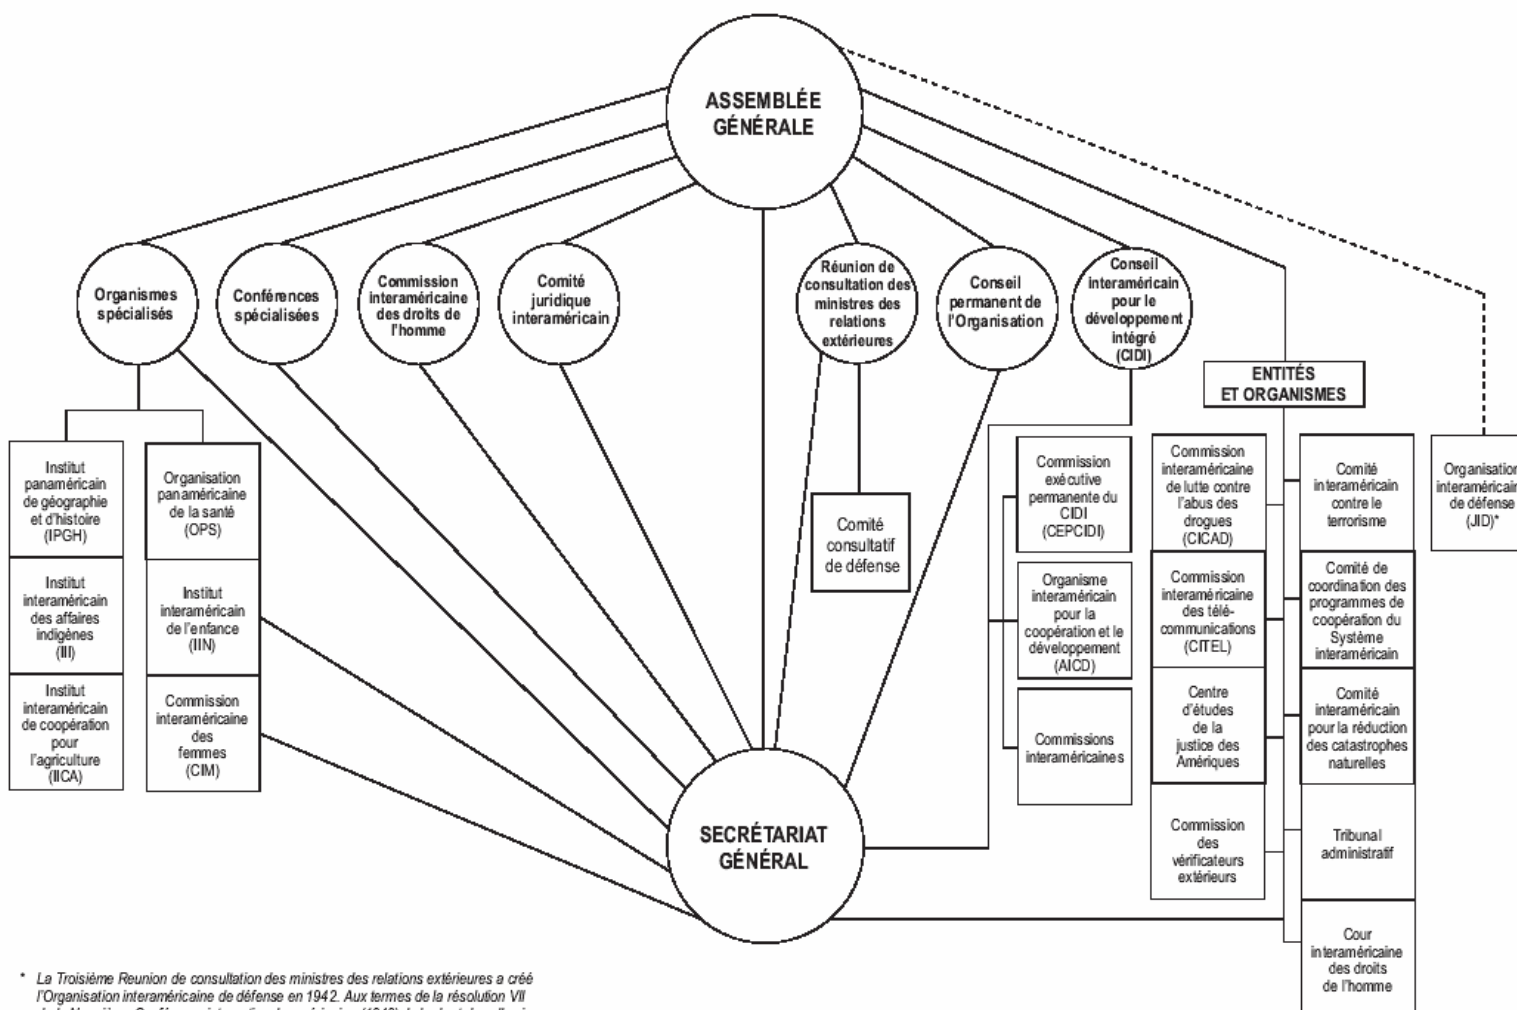 ASSEMBLÉE
GÉNÉRALE
Organismes
spécialisés
Conférences
spécialisées
Commission
interaméricaine
des droits de
l'homme
Comité
juridique
interaméricain
Réunion de
consultation des
ministres des
relations
extérieures
Conseil
permanent de
l'Organisation
Conseil
interaméricain
pour le
développement
intégré
(CIDI)
ENTITÉS
ET ORGANISMES
Institut
panaméricain
de géographie
et d'histoire
(IPGH)
Organisation
panaméricaine
de la santé
(OPS)
Institut
interaméricain
des affaires
indigènes
(III)
Institut
interaméricain
de l'enfance
(IIN)
Institut
interaméricain
de coopération
pour
l'agriculture
(IICA)
Commission
interaméricaine
des
femmes
(CIM)
Comité
consultatif
de défense
Commission
exécutive
permanente du
CIDI
(CEPCIDI)
Organisme
interaméricain
pour la
coopération et le
développement
(AICD)
Commissions
interaméricaines
Commission
interaméricaine
de lutte contre
l'abus des
drogues
(CICAD)
Commission
interaméricaine
des télé-
communications
(CITEL)
Centre
d'études
de la
justice des
Amériques
Commission
des
vérificateurs
extérieurs
Comité
interaméricain
contre le
terrorisme
Comité de
coordination des
programmes de
coopération du
Système
interaméricain
Comité
interaméricain
pour la réduction
des catastrophes
naturelles
Tribunal
administratif
Cour
interaméricaine
des droits
de l'homme
Organisation
interaméricain
de défense
(JID)*
SECRÉTARIAT
GÉNÉRAL
* La Troisième Reunion de consultation des ministres des relations extérieures a créé
l'Organisation interaméricaine de défense en 1942. Aux termes de la résolution VII